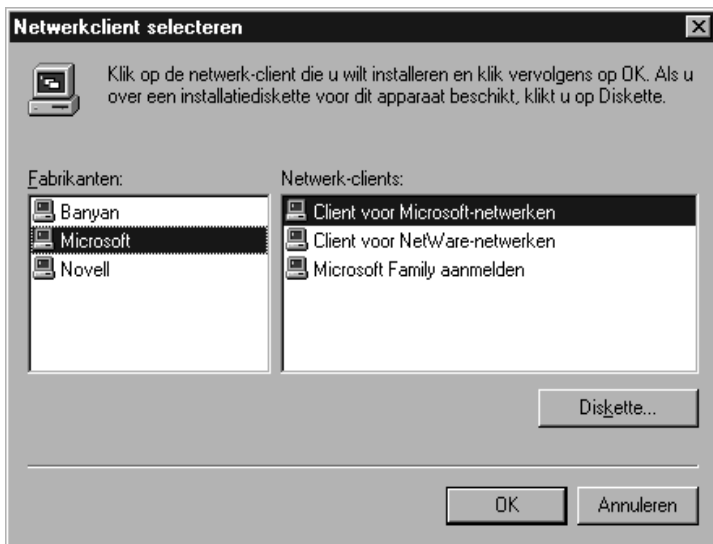 Netwerkclient selecteren
Klik op de netwerk-client die u wilt installeren en klik vervolgens op OK. Als u
over een installatiediskette voor dit apparaat beschikt, klikt u op Diskette.
Fabrikanten:
Banyan
Microsoft
Novell
Netwerk-clients:
Client voor Microsoft-netwerken
Client voor NetWare-netwerken
Microsoft Family aanmelden
Diskette...
OK
Annuleren